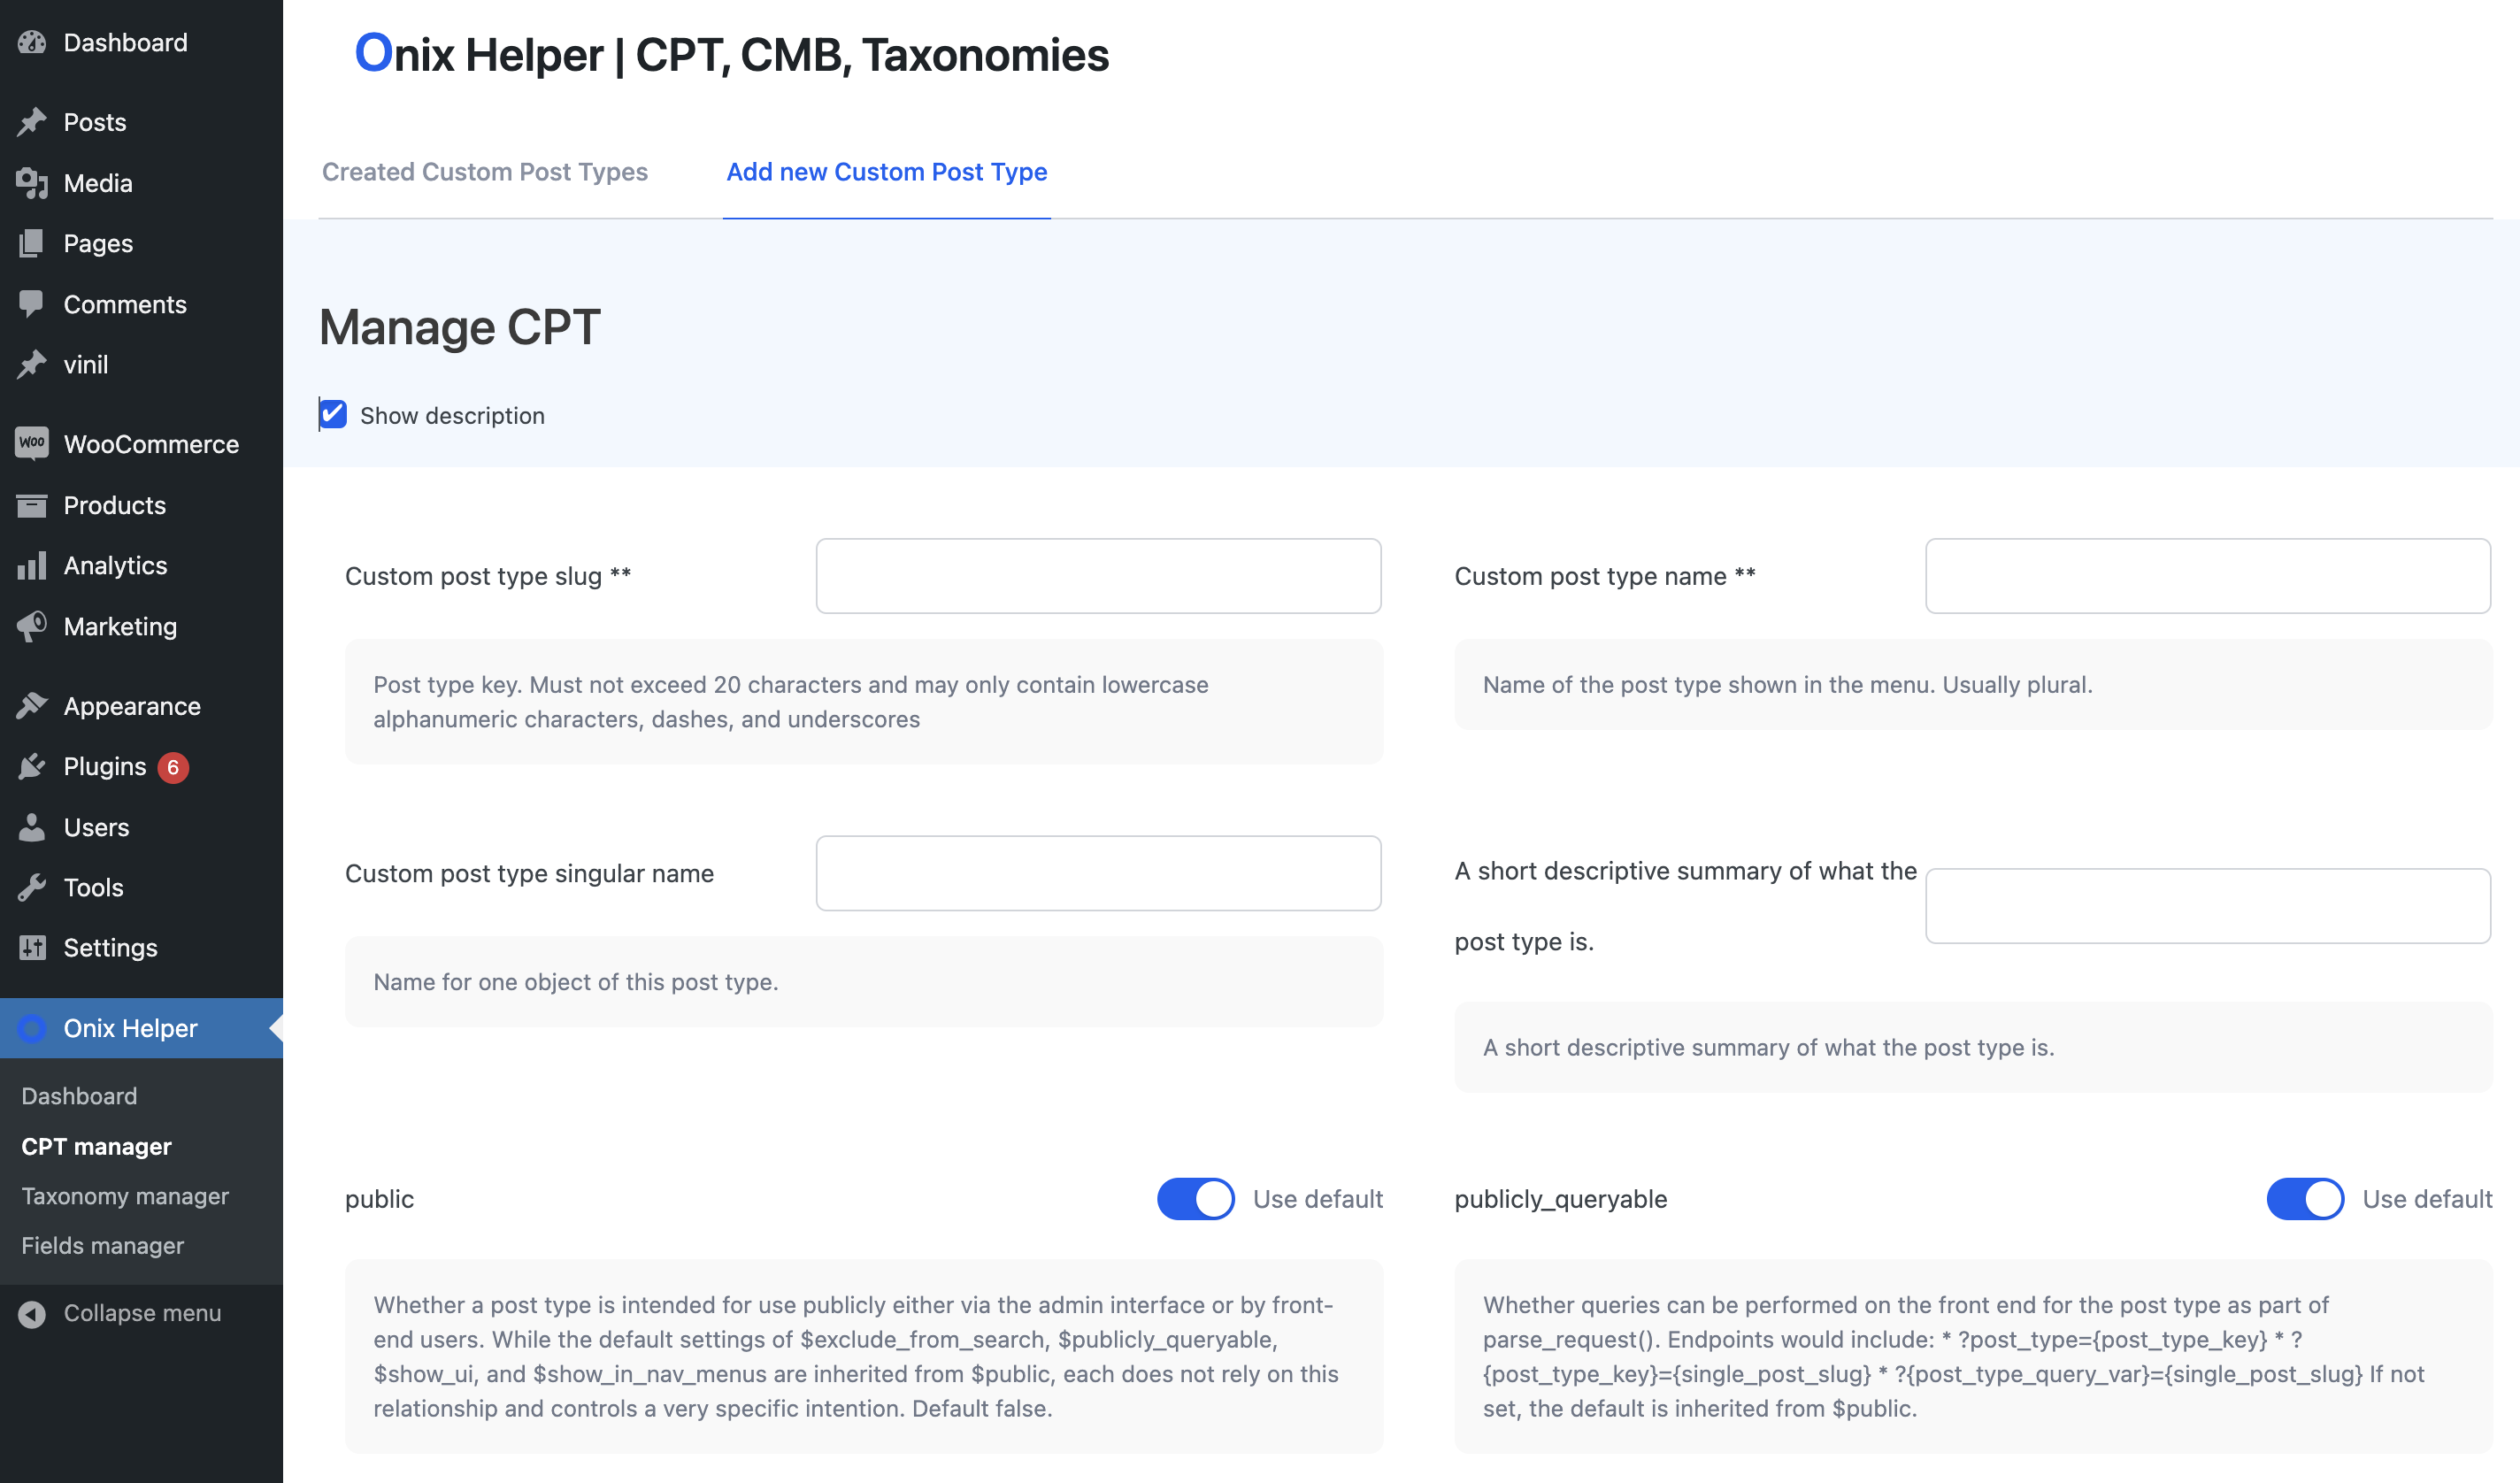 Dashboard
Posts
Media
Pages
Comments
vinil
Woo WooCommerce
Products
Analytics
Marketing
Appearance
Plugins 6
Users
Tools
Settings
Onix Helper
Dashboard
CPT manager
Taxonomy manager
Fields manager
Collapse menu
Onix Helper | CPT, CMB, Taxonomies
Created Custom Post Types
Add new Custom Post Type
Manage CPT
Show description
Custom post type slug **
Post type key. Must not exceed 20 characters and may only contain lowercase
alphanumeric characters, dashes, and underscores
Custom post type name **
Name of the post type shown in the menu. Usually plural.
Custom post type singular name
Name for one object of this post type.
A short descriptive summary of what the
post type is.
A short descriptive summary of what the post type is.
public
Use default
Whether a post type is intended for use publicly either via the admin interface or by front-
end users. While the default settings of $exclude_from_search, $publicly_queryable,
$show_ui, and $show_in_nav_menus are inherited from $public, each does not rely on this
relationship and controls a very specific intention. Default false.
publicly_queryable
Use default
Whether queries can be performed on the front end for the post type as part of
parse_request(). Endpoints would include: * ?post_type={post_type_key} * ?
{post_type_key}={single_post_slug} * ?{post_type_query_var}={single_post_slug} If not
set, the default is inherited from $public.